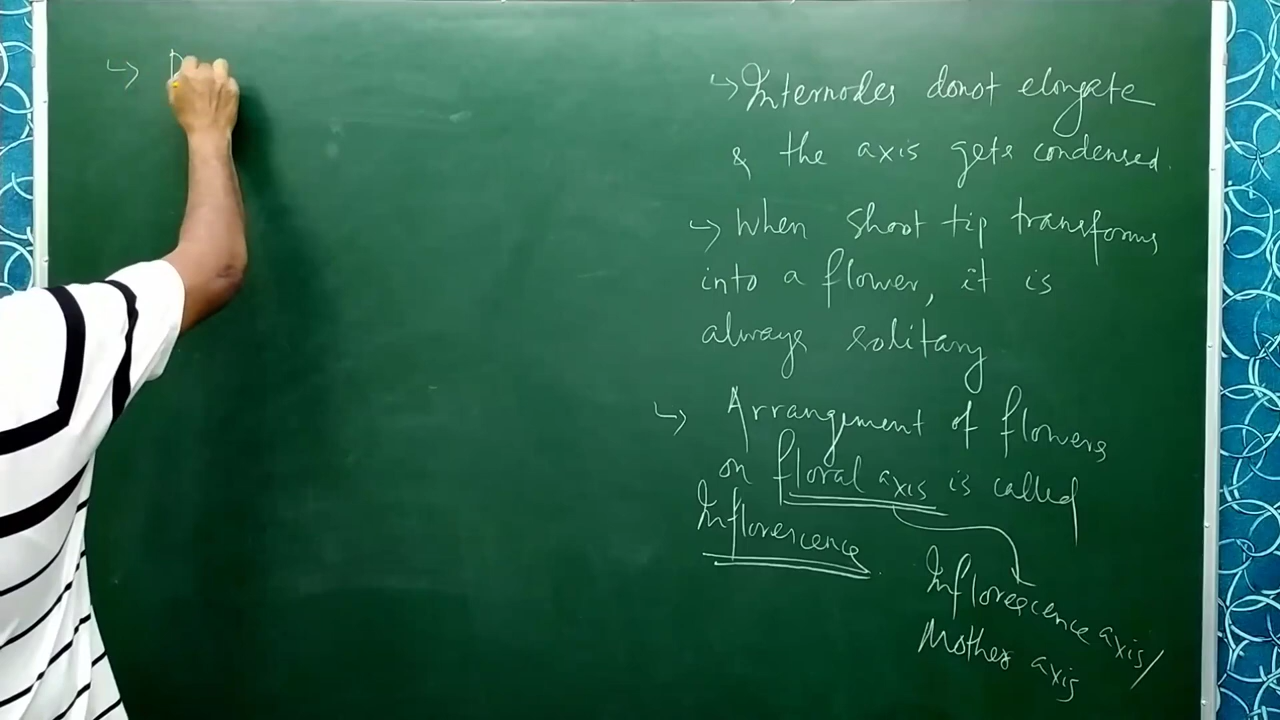 ↳ Internodes donot elongate
& the axis gets condensed.
↳ When shoot tip transforms
into a flower, it is
always solitary
↳ Arrangement of flowers
on floral axis is called
Inflorescence.
Inflorescence axis/
Mother axis